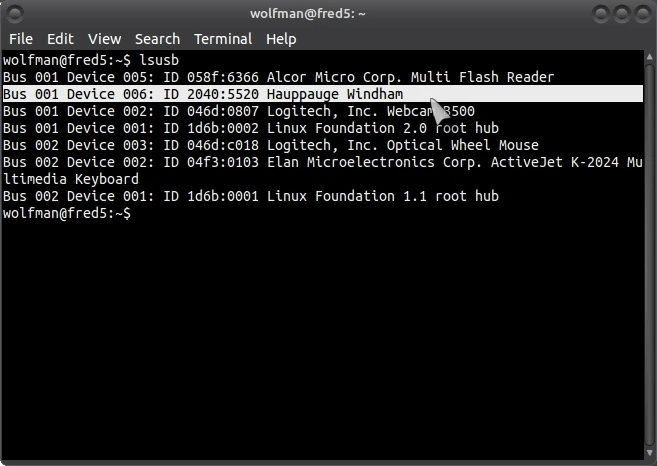 wolfman@fred5: ~
File Edit View Search Terminal Help
wolfman@fred5:~$ lsusb
Bus 001 Device 005: ID 058f:6366 Alcor Micro Corp. Multi Flash Reader
Bus 001 Device 006: ID 2040:5520 Hauppauge Windham
Bus 001 Device 002: ID 046d:0807 Logitech, Inc. Webcam B500
Bus 001 Device 001: ID 1d6b:0002 Linux Foundation 2.0 root hub
Bus 002 Device 003: ID 046d:c018 Logitech, Inc. Optical Wheel Mouse
Bus 002 Device 002: ID 04f3:0103 Elan Microelectronics Corp. ActiveJet K-2024 Mu
ltimedia Keyboard
Bus 002 Device 001: ID 1d6b:0001 Linux Foundation 1.1 root hub
wolfman@fred5:~$